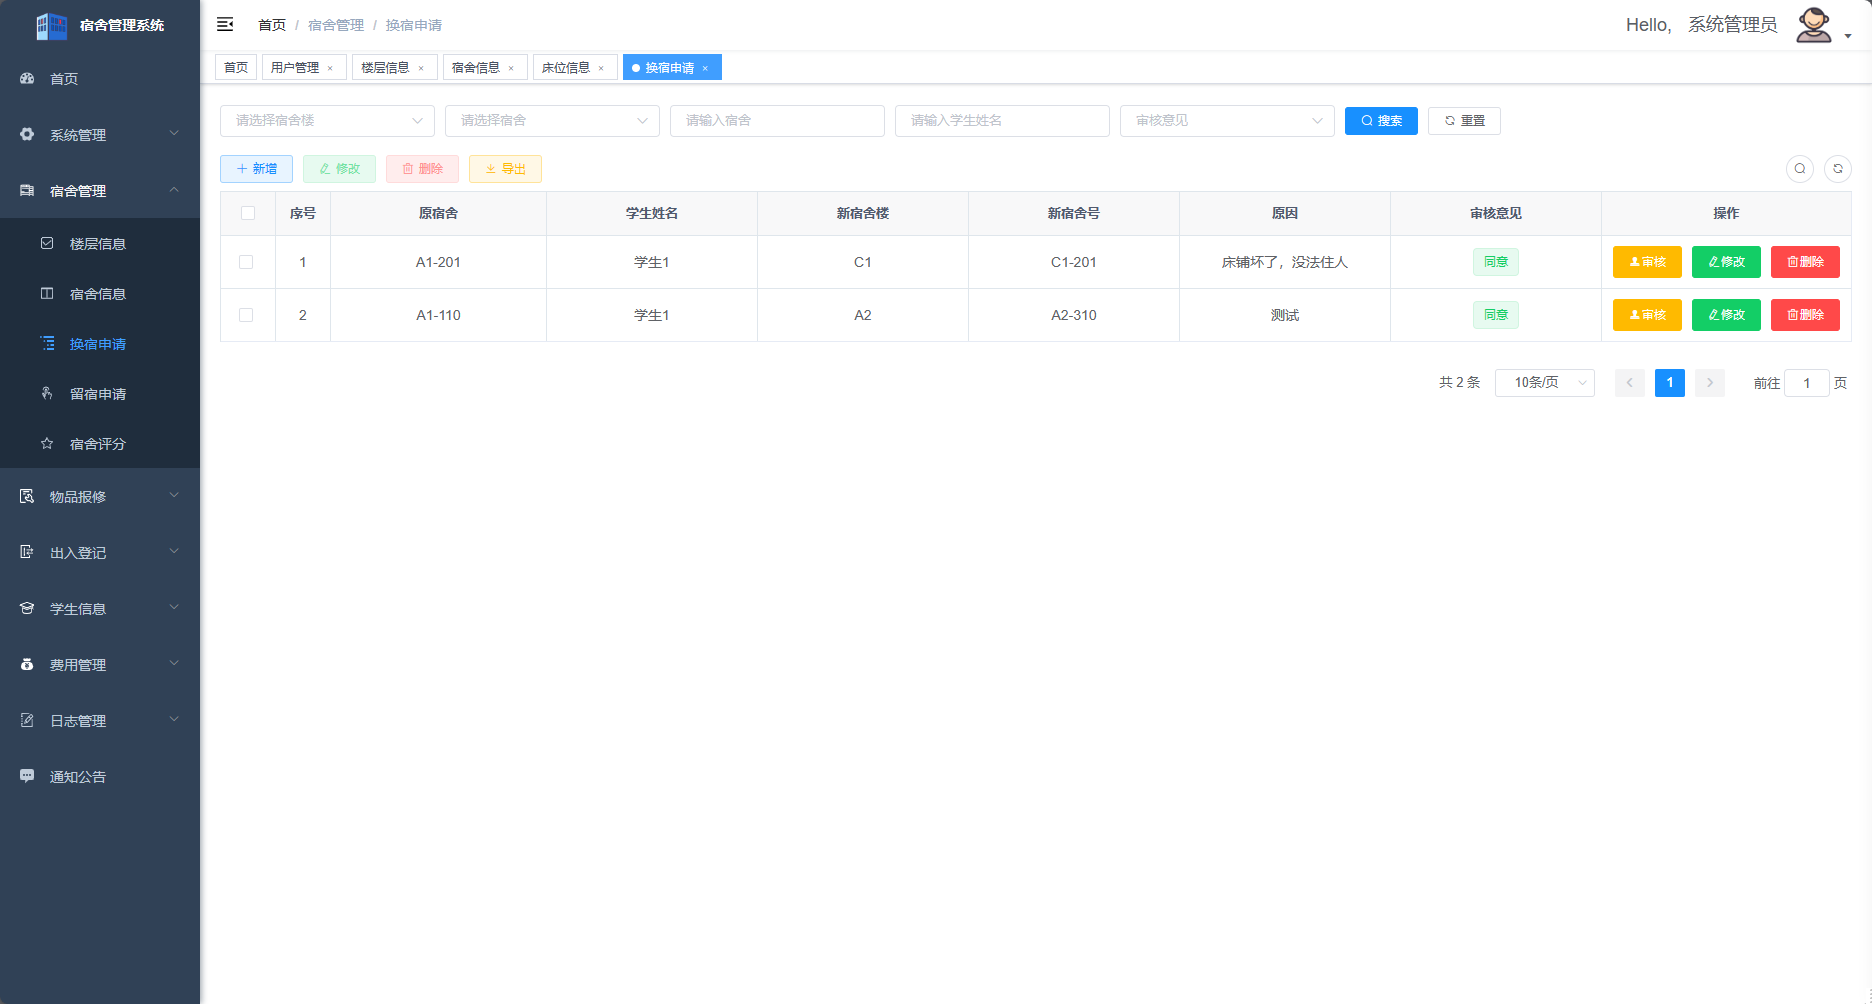 宿舍管理系统
首页
系统管理
宿舍管理
楼层信息
宿舍信息
换宿申请
留宿申请
宿舍评分
物品报修
出入登记
学生信息
费用管理
日志管理
通知公告
首页 / 宿舍管理 / 换宿申请
Hello, 系统管理员
首页 用户管理 × 楼层信息 × 宿舍信息 × 床位信息 × 换宿申请 ×
请选择宿舍楼 请选择宿舍 请输入宿舍 请输入学生姓名 审核意见 搜索 重置
新增 修改 删除 导出
序号 原宿舍 学生姓名 新宿舍楼 新宿舍号 原因 审核意见 操作
1 A1-201 学生1 C1 C1-201 床铺坏了，没法住人 同意 审核 修改 删除
2 A1-110 学生1 A2 A2-310 测试 同意 审核 修改 删除
共 2 条 10条/页 1 前往 1 页